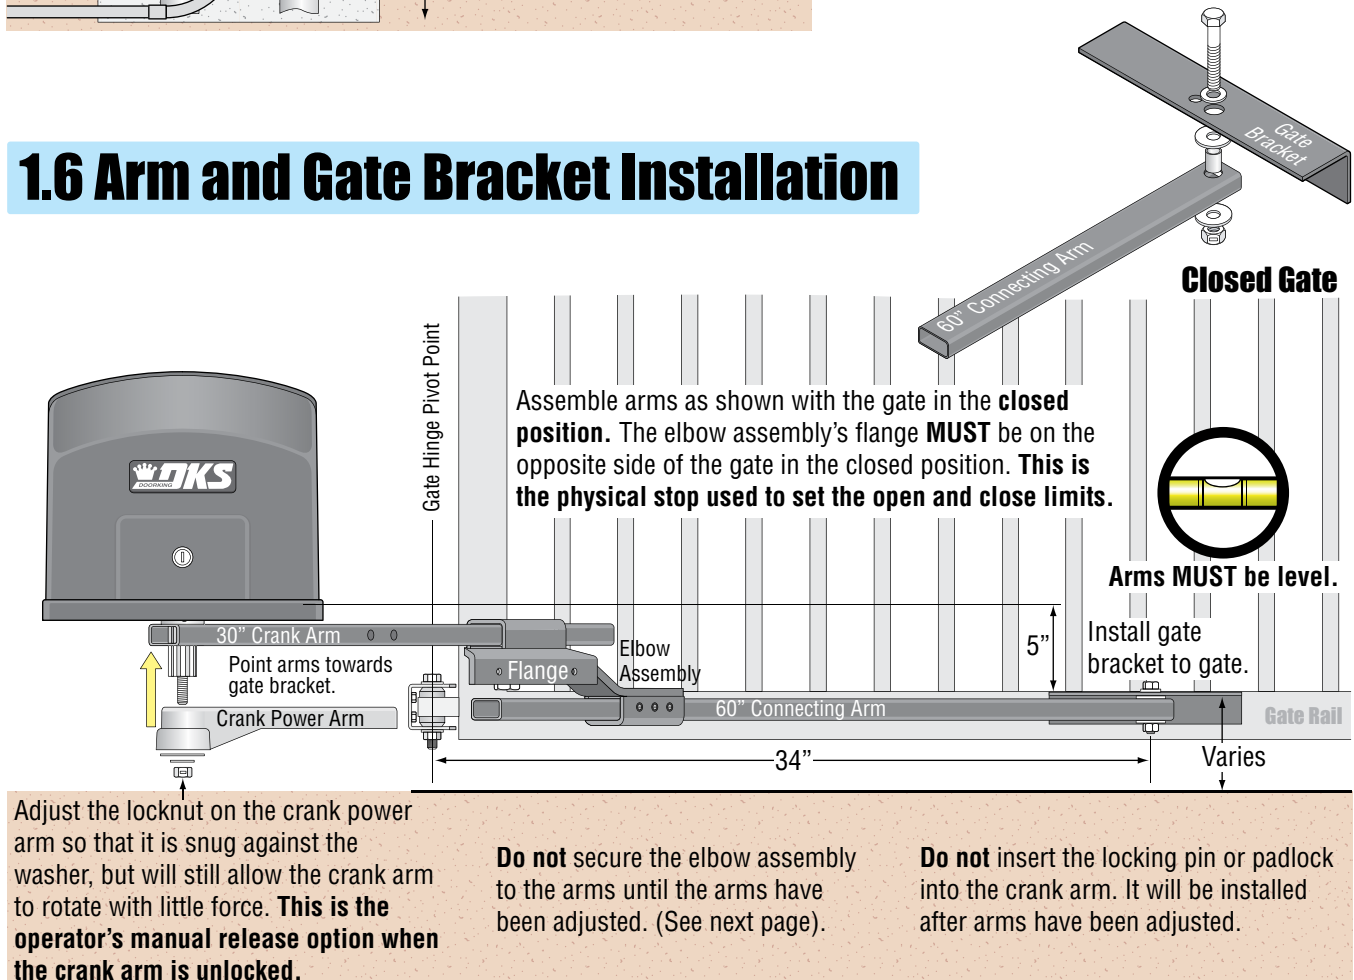 1.6 Arm and Gate Bracket Installation
Gate
Bracket
60” Connecting Arm
Closed Gate
Gate Hinge Pivot Point
Assemble arms as shown with the gate in the closed
position. The elbow assembly’s flange MUST be on the
opposite side of the gate in the closed position. This is
the physical stop used to set the open and close limits.
DKS
DOORKING
Arms MUST be level.
30” Crank Arm
Point arms towards
gate bracket.
Crank Power Arm
Flange
Elbow
Assembly
60” Connecting Arm
5”
Install gate
bracket to gate.
Gate Rail
34”
Varies
Adjust the locknut on the crank power
arm so that it is snug against the
washer, but will still allow the crank arm
to rotate with little force. This is the
operator’s manual release option when
the crank arm is unlocked.
Do not secure the elbow assembly
to the arms until the arms have
been adjusted. (See next page).
Do not insert the locking pin or padlock
into the crank arm. It will be installed
after arms have been adjusted.